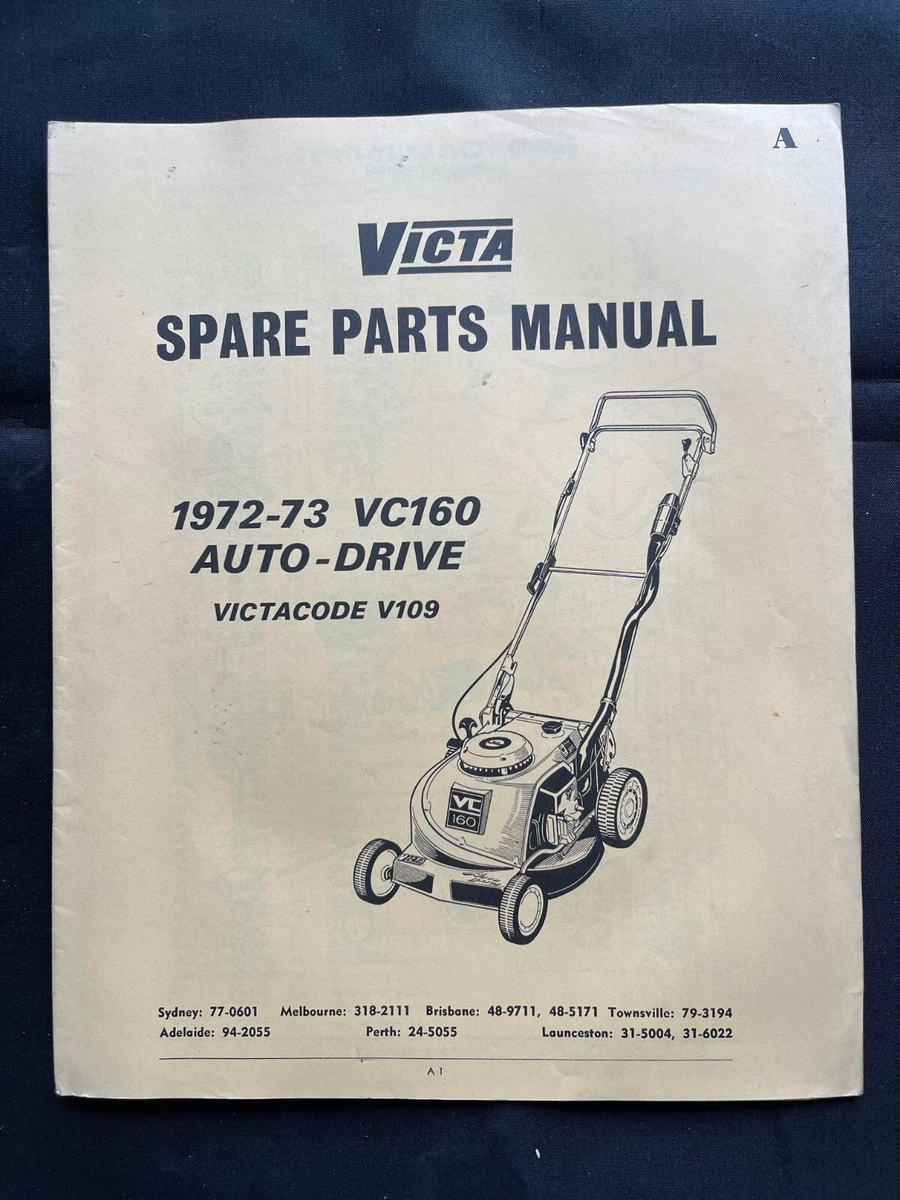 A
VICTA
SPARE PARTS MANUAL
1972-73 VC160
AUTO-DRIVE
VICTACODE V109
VC
160
Sydney: 77-0601 Melbourne: 318-2111 Brisbane: 48-9711, 48-5171 Townsville: 79-3194
Adelaide: 94-2055 Perth: 24-5055 Launceston: 31-5004, 31-6022
A1